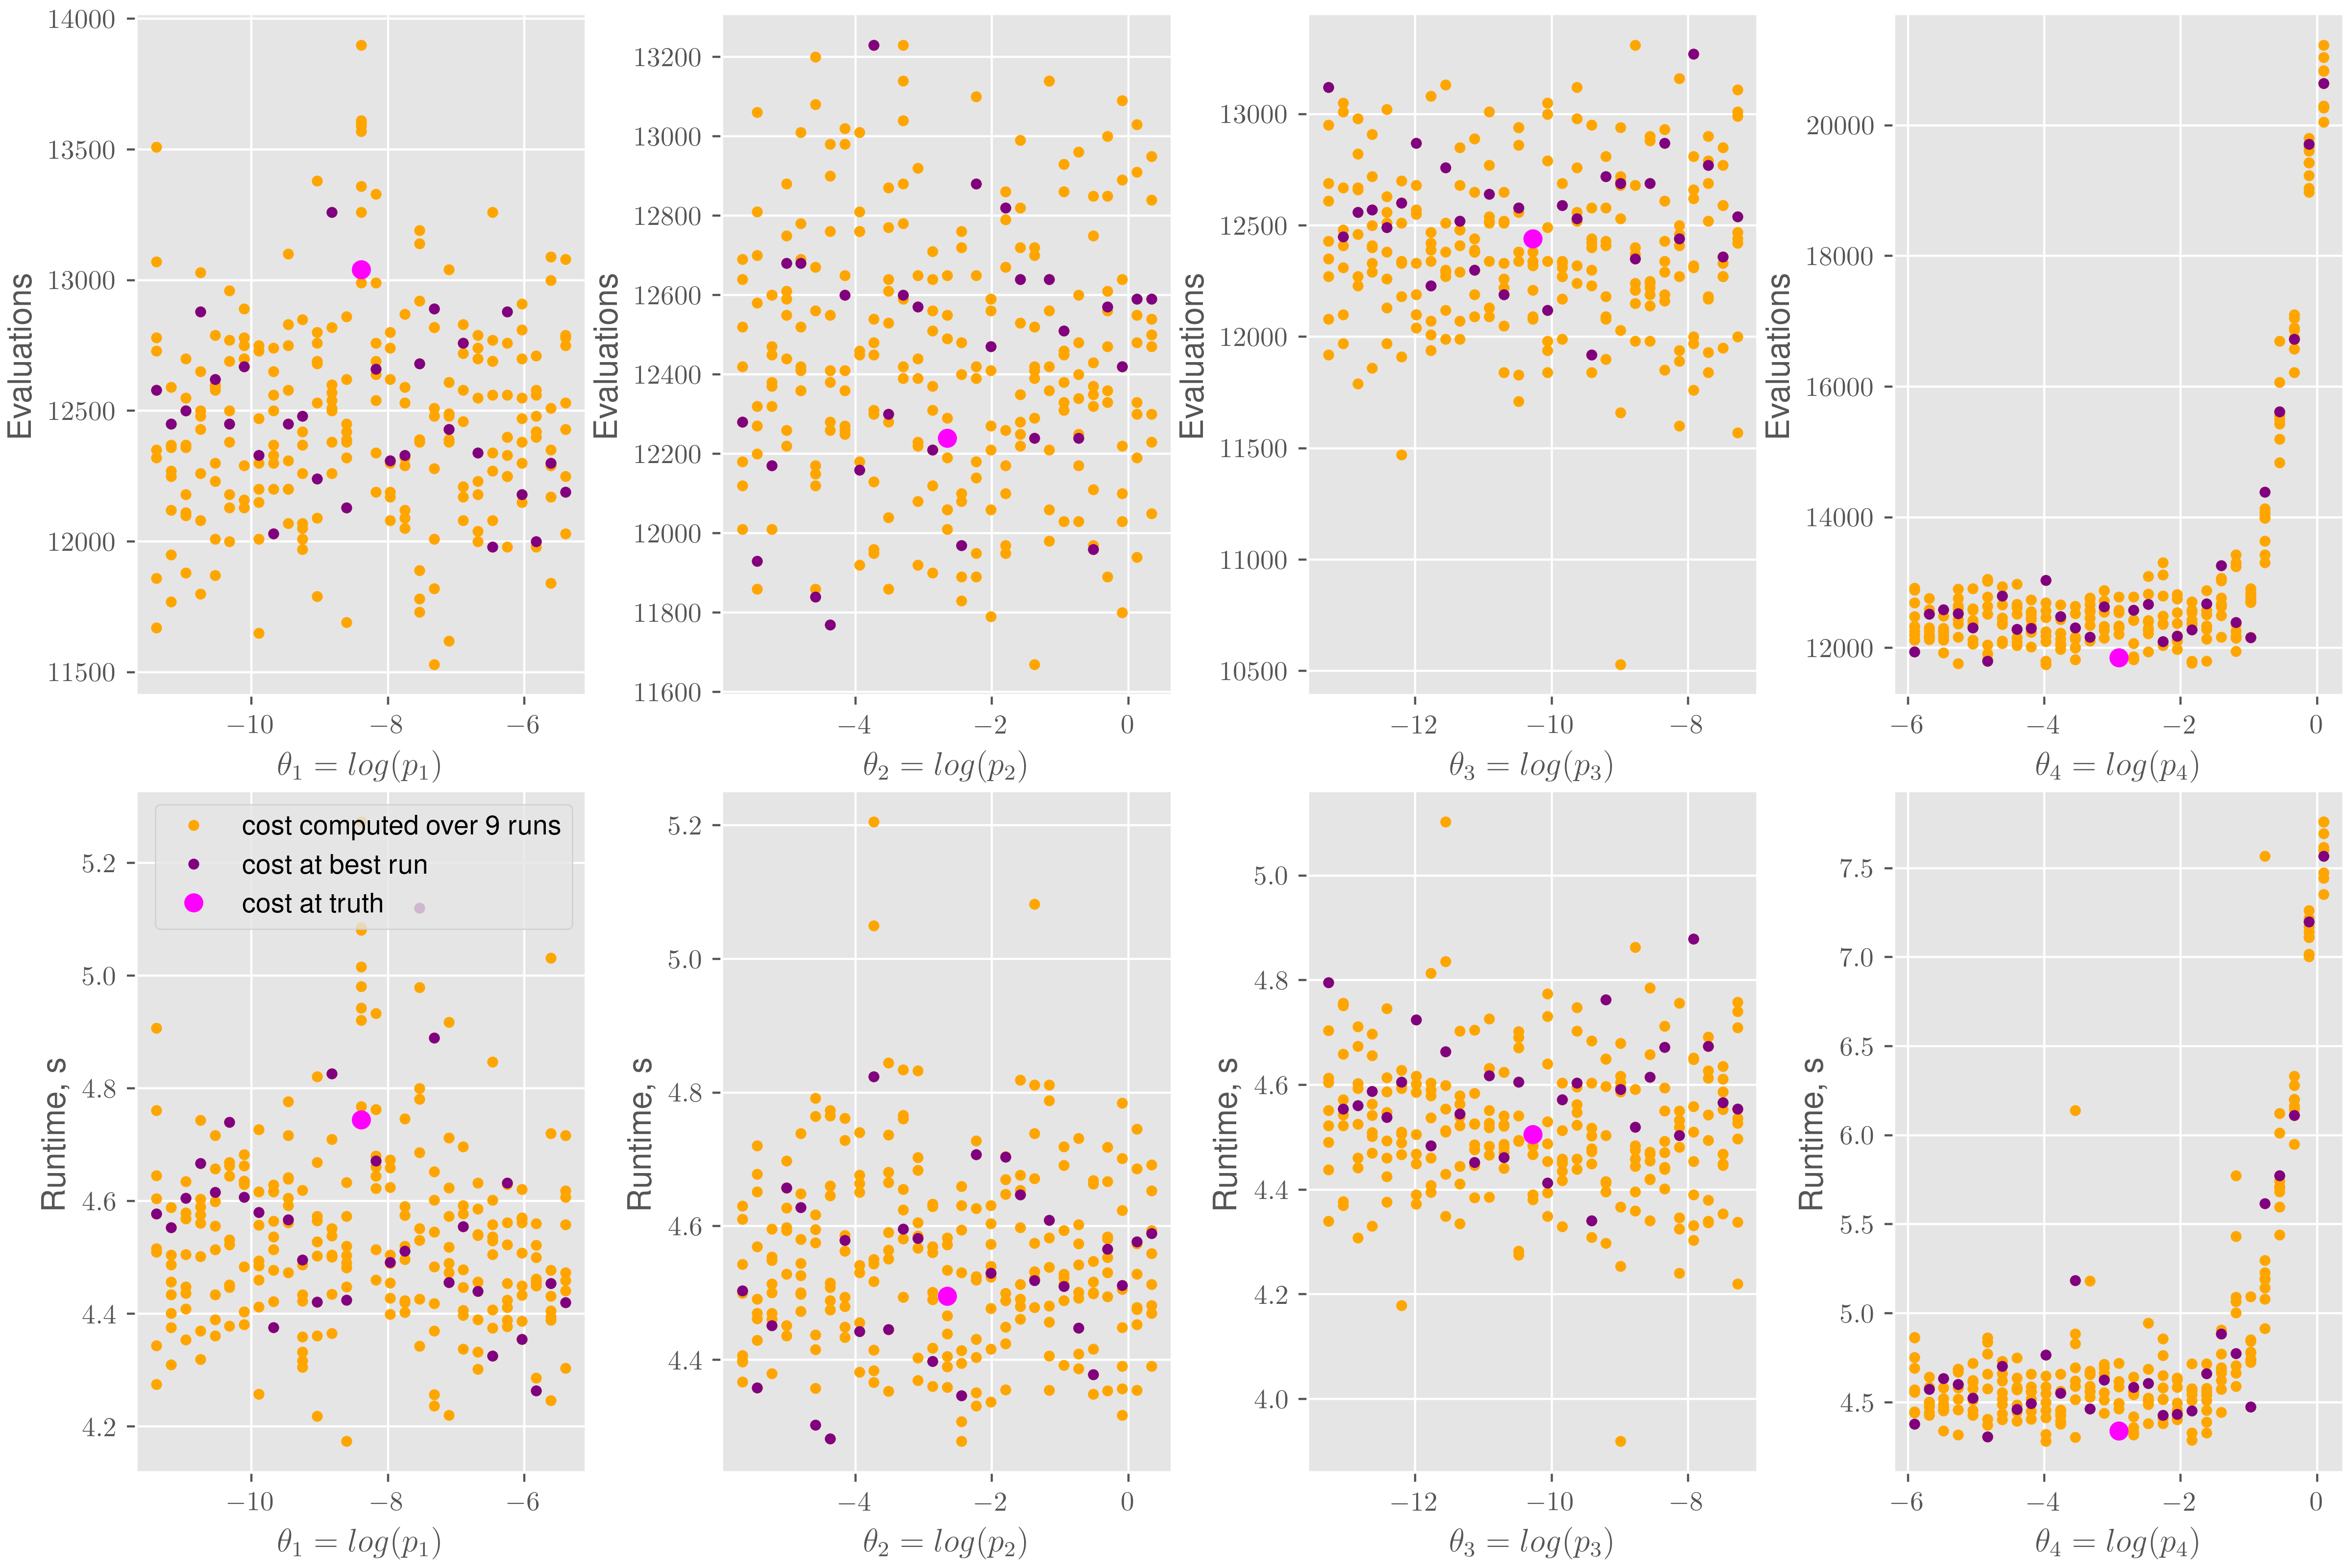 14000
13500
13000
12500
12000
11500
Evaluations
−10 −8 −6
θ₁ = log(p₁)
13200
13000
12800
12600
12400
12200
12000
11800
11600
Evaluations
−4 −2 0
θ₂ = log(p₂)
13000
12500
12000
11500
11000
10500
Evaluations
−12 −10 −8
θ₃ = log(p₃)
20000
18000
16000
14000
12000
Evaluations
−6 −4 −2 0
θ₄ = log(p₄)
cost computed over 9 runs
cost at best run
cost at truth
5.2
5.0
4.8
4.6
4.4
4.2
Runtime, s
−10 −8 −6
θ₁ = log(p₁)
5.2
5.0
4.8
4.6
4.4
Runtime, s
−4 −2 0
θ₂ = log(p₂)
5.0
4.8
4.6
4.4
4.2
4.0
Runtime, s
−12 −10 −8
θ₃ = log(p₃)
7.5
7.0
6.5
6.0
5.5
5.0
4.5
Runtime, s
−6 −4 −2 0
θ₄ = log(p₄)